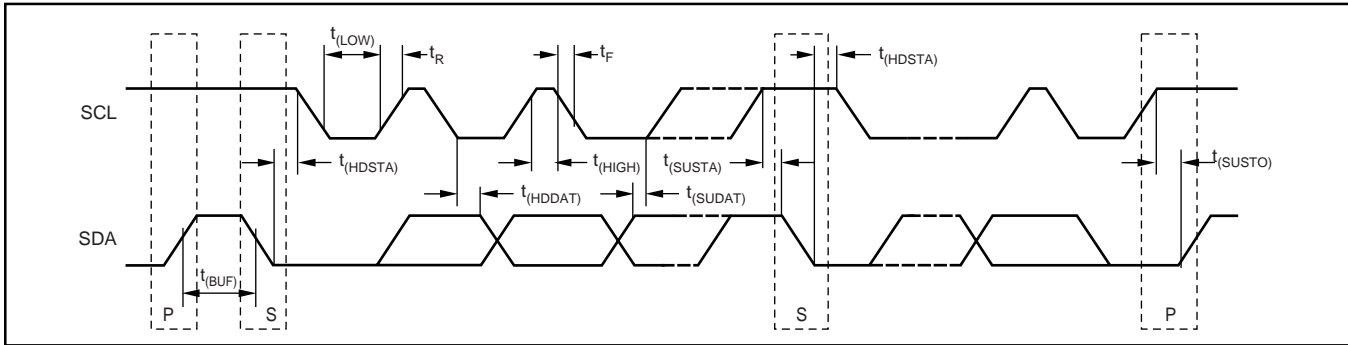 t(LOW)
tR
tF
t(HDSTA)
SCL
t(HDSTA)
t(HIGH)
t(SUSTA)
t(SUSTO)
t(HDDAT)
t(SUDAT)
SDA
t(BUF)
P
S
S
P